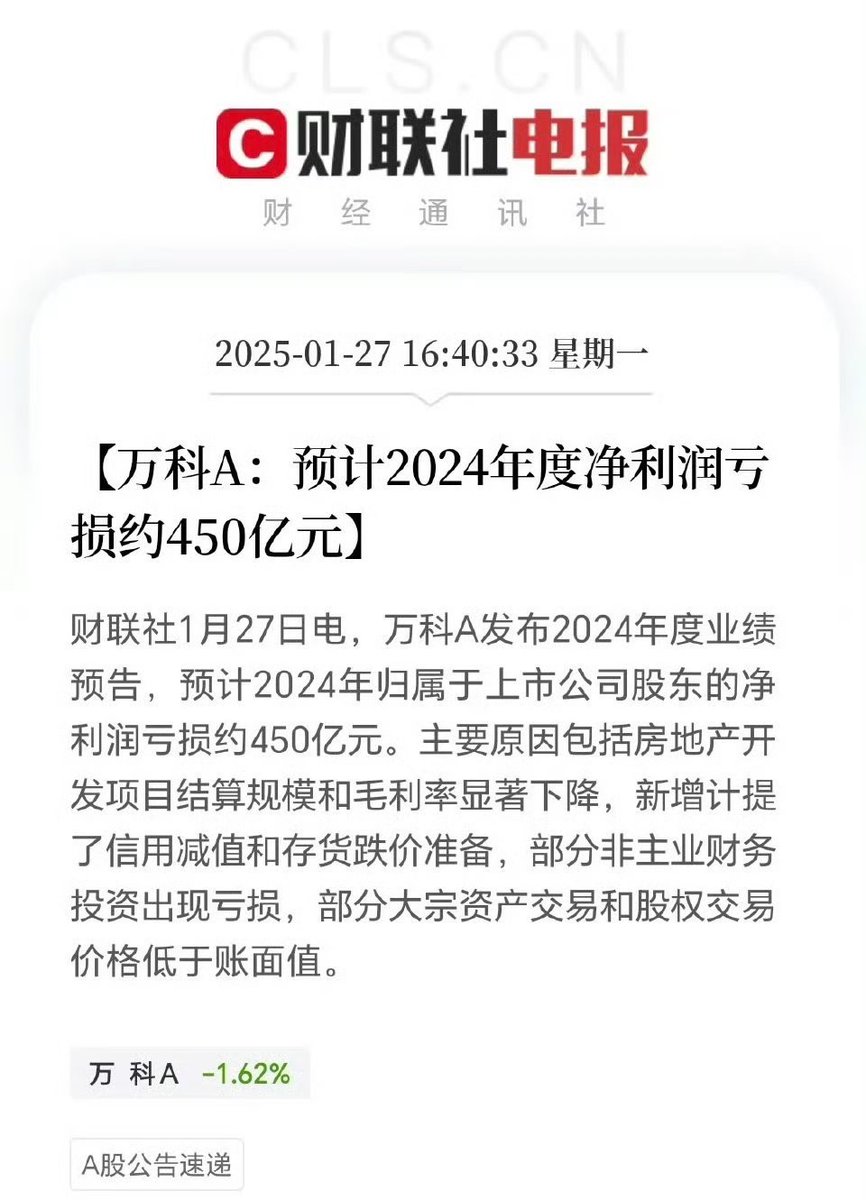 CLS.CN
C 财联社电报
财经通讯社
2025-01-27 16:40:33 星期一
【万科A：预计2024年度净利润亏
损约450亿元】
财联社1月27日电，万科A发布2024年度业绩
预告，预计2024年归属于上市公司股东的净
利润亏损约450亿元。主要原因包括房地产开
发项目结算规模和毛利率显著下降，新增计提
了信用减值和存货跌价准备，部分非主业财务
投资出现亏损，部分大宗资产交易和股权交易
价格低于账面值。
万 科A -1.62%
A股公告速递